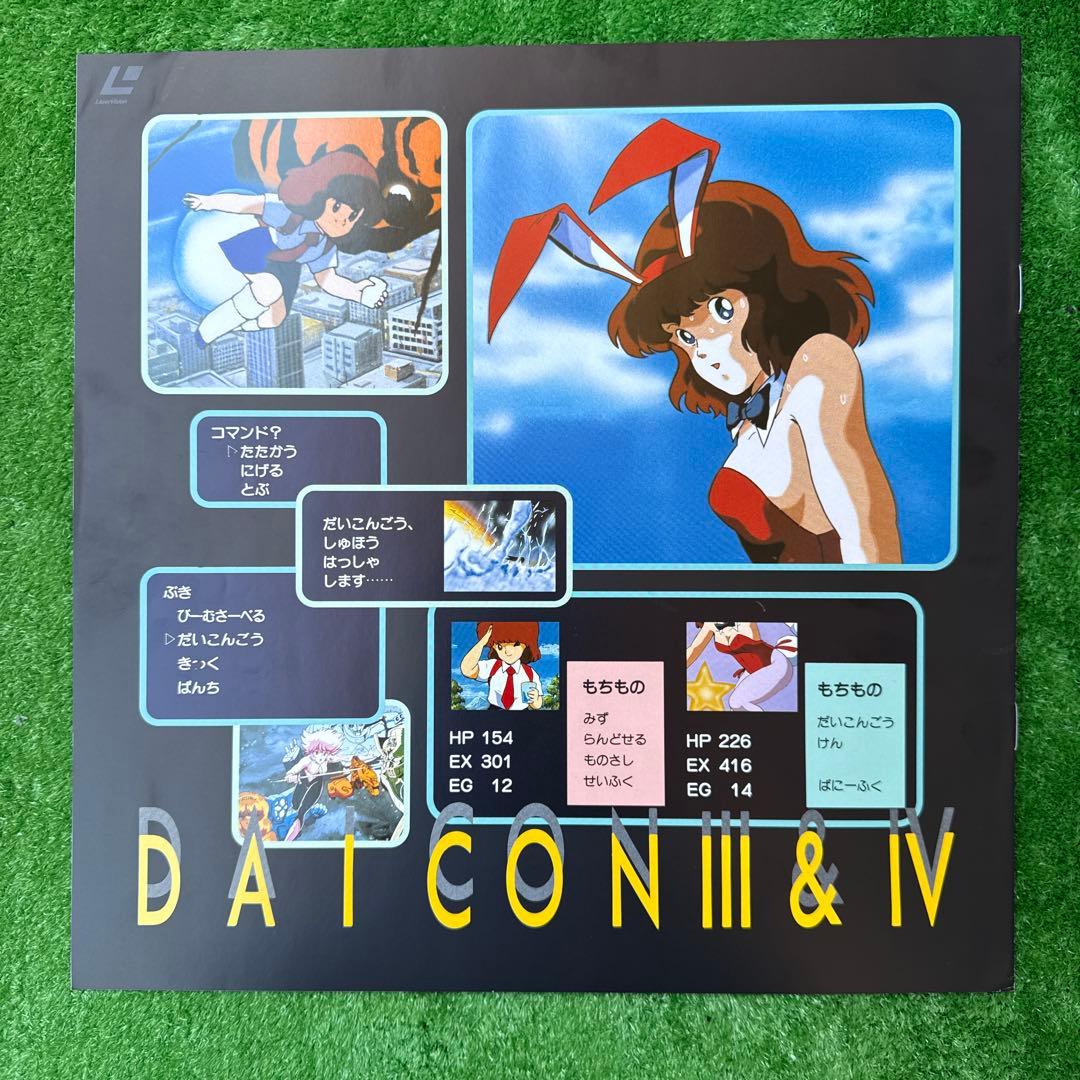 LaserVision
コマンド?
▷たたかう
にげる
とぶ
だいこんごう、
しゅほう
はっしゃ
します……
ぶき
びーむさーべる
▷だいこんごう
きっく
ぱんち
HP 154
EX 301
EG 12
もちもの
みず
らんどせる
ものさし
せいふく
HP 226
EX 416
EG 14
もちもの
だいこんごう
けん
ばにーふく
DAICON III & IV